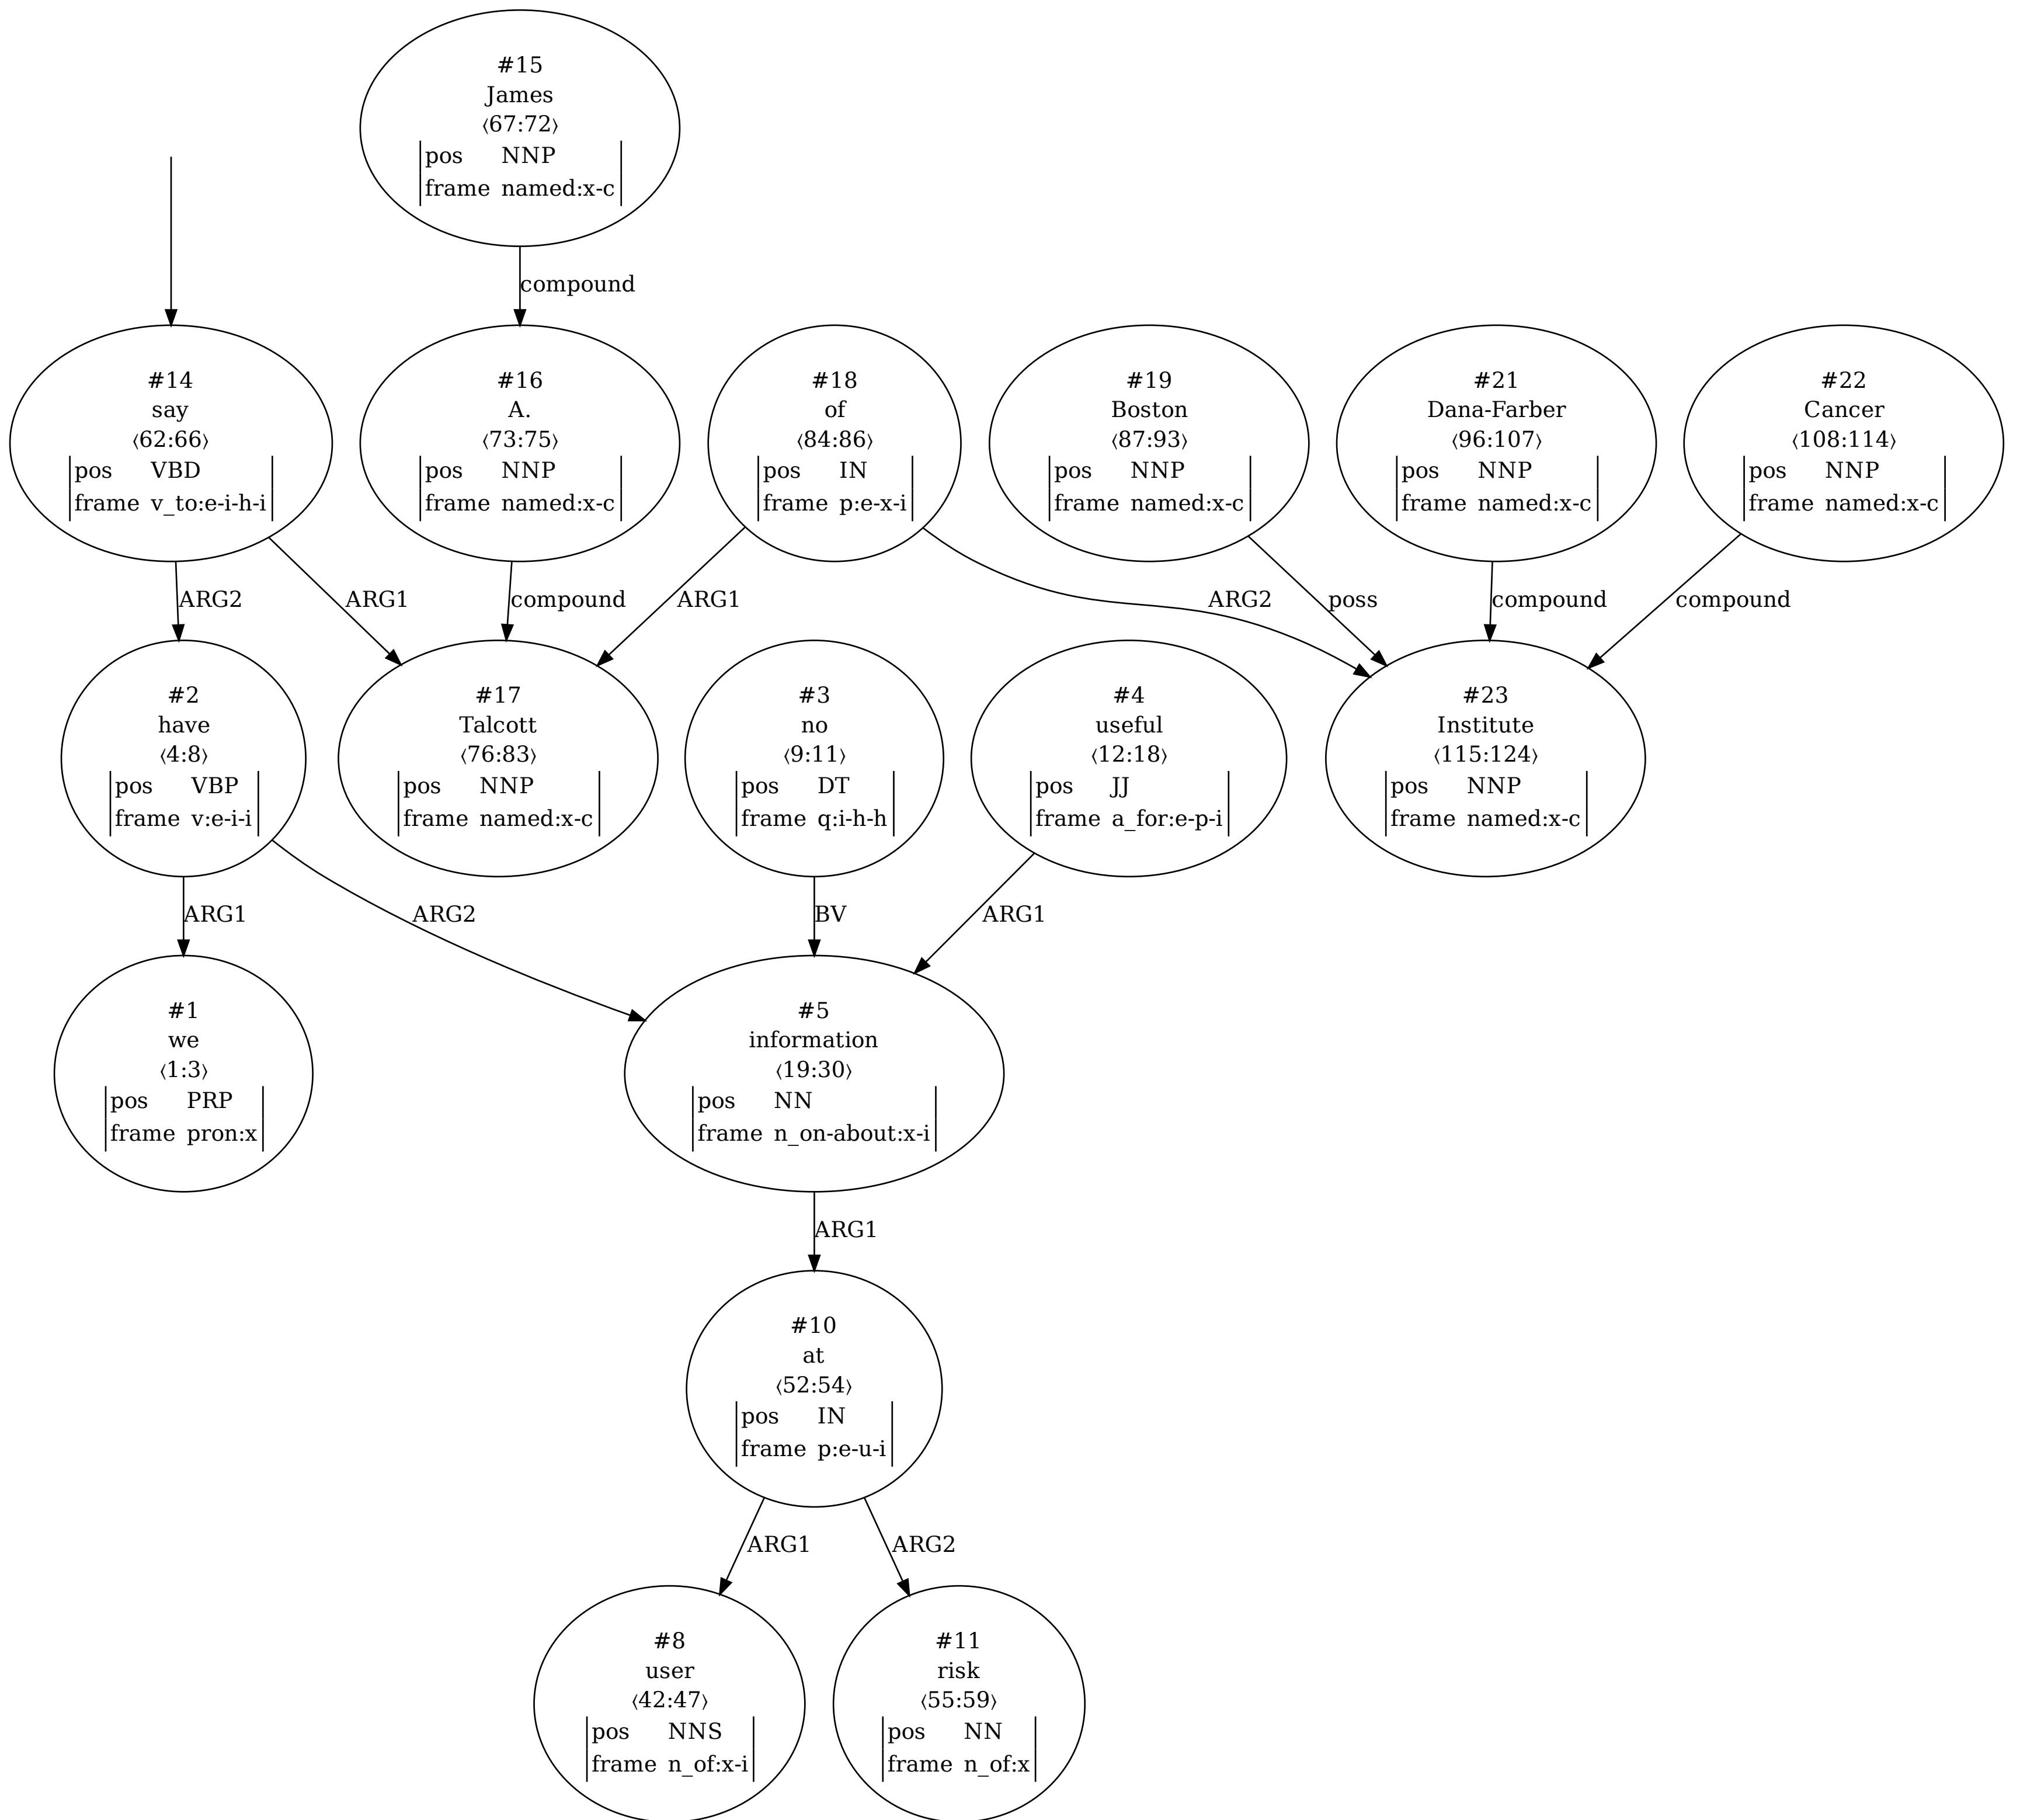 #15
James
⟨67:72⟩
pos NNP
frame named:x-c
compound
#14
say
⟨62:66⟩
pos VBD
frame v_to:e-i-h-i
#16
A.
⟨73:75⟩
pos NNP
frame named:x-c
#18
of
⟨84:86⟩
pos IN
frame p:e-x-i
#19
Boston
⟨87:93⟩
pos NNP
frame named:x-c
#21
Dana-Farber
⟨96:107⟩
pos NNP
frame named:x-c
#22
Cancer
⟨108:114⟩
pos NNP
frame named:x-c
ARG2
ARG1
compound
ARG1
ARG2
poss
compound
compound
#2
have
⟨4:8⟩
pos VBP
frame v:e-i-i
#17
Talcott
⟨76:83⟩
pos NNP
frame named:x-c
#3
no
⟨9:11⟩
pos DT
frame q:i-h-h
#4
useful
⟨12:18⟩
pos JJ
frame a_for:e-p-i
#23
Institute
⟨115:124⟩
pos NNP
frame named:x-c
ARG1
ARG2
BV
ARG1
#1
we
⟨1:3⟩
pos PRP
frame pron:x
#5
information
⟨19:30⟩
pos NN
frame n_on-about:x-i
ARG1
#10
at
⟨52:54⟩
pos IN
frame p:e-u-i
ARG1
ARG2
#8
user
⟨42:47⟩
pos NNS
frame n_of:x-i
#11
risk
⟨55:59⟩
pos NN
frame n_of:x